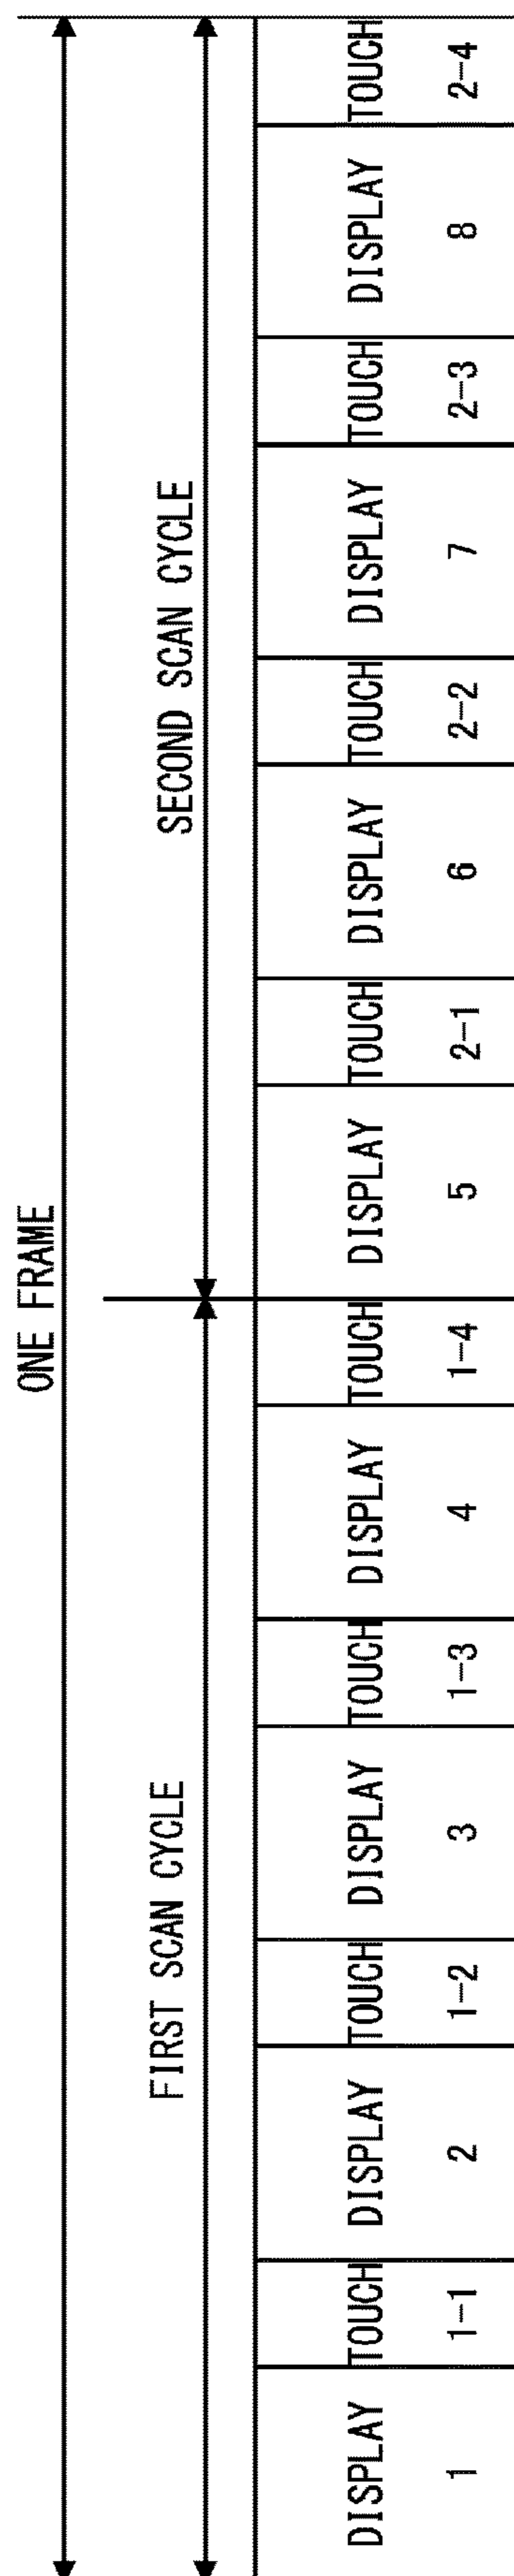 ONE FRAME
FIRST SCAN CYCLE
SECOND SCAN CYCLE
DISPLAY
1
TOUCH
1-1
DISPLAY
2
TOUCH
1-2
DISPLAY
3
TOUCH
1-3
DISPLAY
4
TOUCH
1-4
DISPLAY
5
TOUCH
2-1
DISPLAY
6
TOUCH
2-2
DISPLAY
7
TOUCH
2-3
DISPLAY
8
TOUCH
2-4